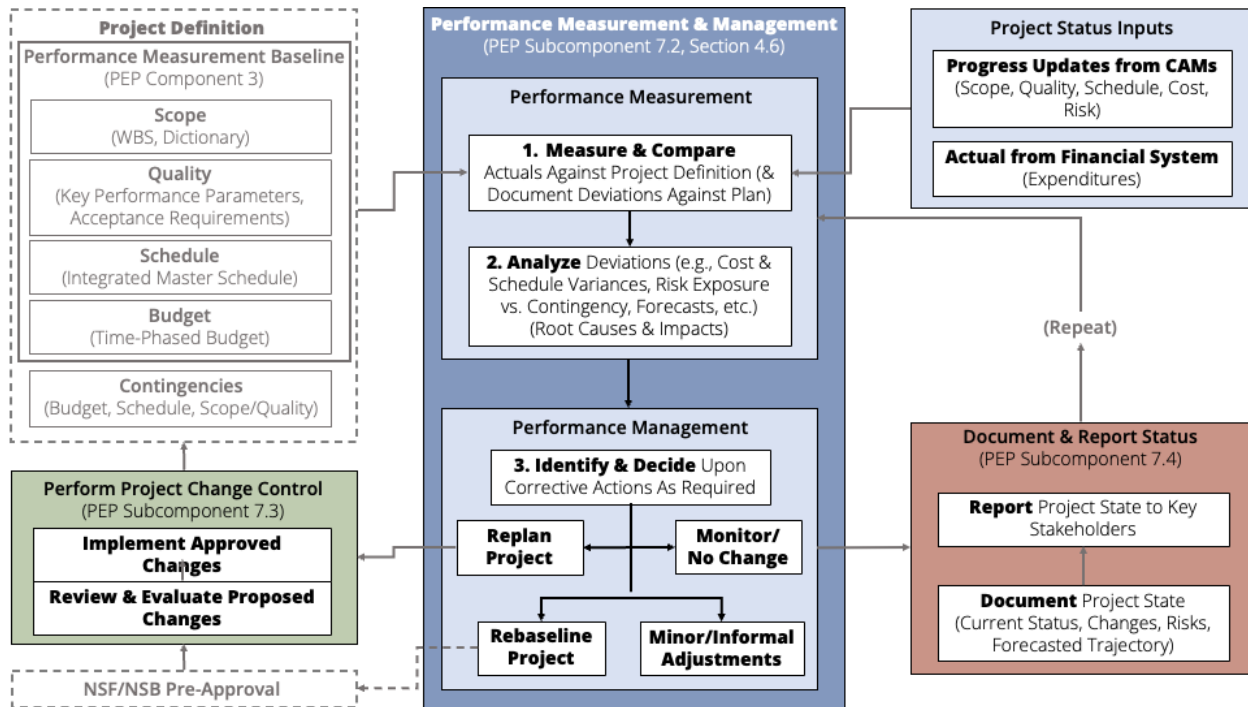 Project Definition
Performance Measurement Baseline
(PEP Component 3)
Scope
(WBS, Dictionary)
Quality
(Key Performance Parameters,
Acceptance Requirements)
Schedule
(Integrated Master Schedule)
Budget
(Time-Phased Budget)
Contingencies
(Budget, Schedule, Scope/Quality)
Perform Project Change Control
(PEP Subcomponent 7.3)
Implement Approved
Changes
Review & Evaluate Proposed
Changes
NSF/NSB Pre-Approval
Performance Measurement & Management
(PEP Subcomponent 7.2, Section 4.6)
Performance Measurement
1. Measure & Compare
Actuals Against Project Definition (&
Document Deviations Against Plan)
2. Analyze Deviations (e.g., Cost &
Schedule Variances, Risk Exposure
vs. Contingency, Forecasts, etc.)
(Root Causes & Impacts)
Performance Management
3. Identify & Decide Upon
Corrective Actions As Required
Replan
Project
Monitor/
No Change
Rebaseline
Project
Minor/Informal
Adjustments
Project Status Inputs
Progress Updates from CAMs
(Scope, Quality, Schedule, Cost,
Risk)
Actual from Financial System
(Expenditures)
(Repeat)
Document & Report Status
(PEP Subcomponent 7.4)
Report Project State to Key
Stakeholders
Document Project State
(Current Status, Changes, Risks,
Forecasted Trajectory)